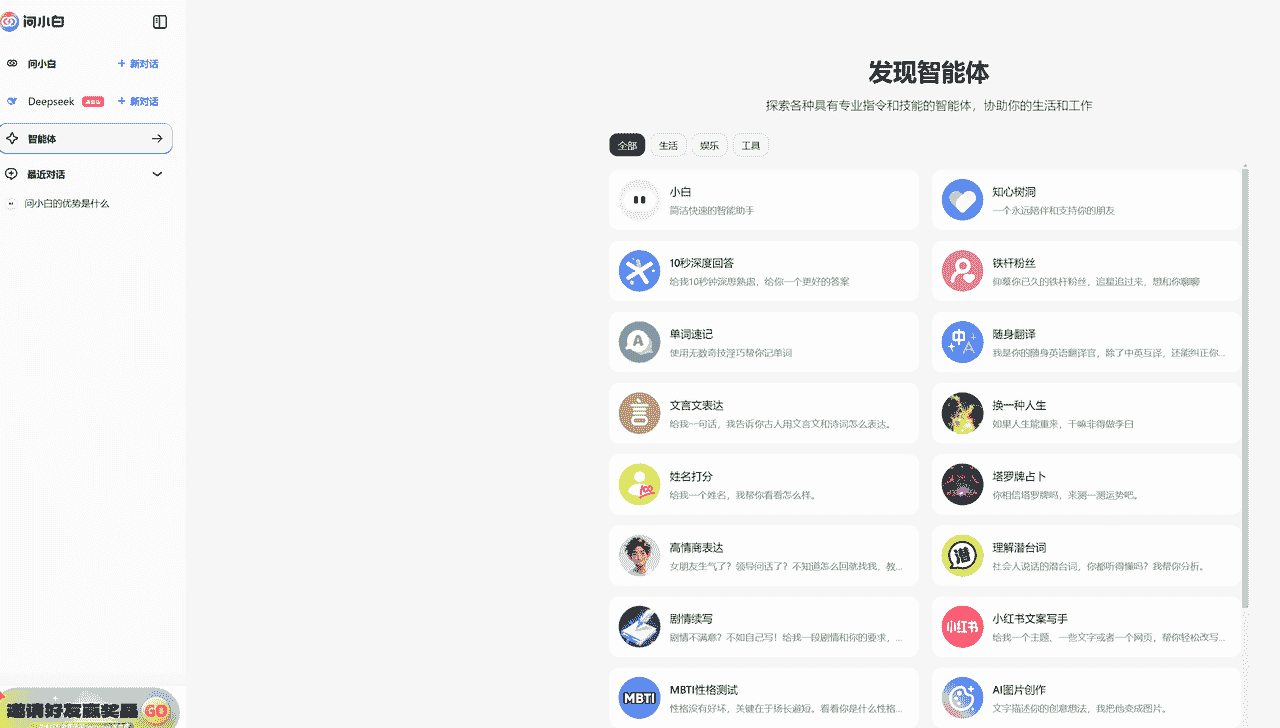 问小白
问小白
+ 新对话
Deepseek
+ 新对话
智能体
最近对话
问小白的优势是什么
GO
发现智能体
探索各种具有专业指令和技能的智能体，协助你的生活和工作
全部 生活 娱乐 工具
小白
简洁快速的智能助手
知心树洞
一个永远陪伴和支持你的朋友
10秒深度回答
给我10秒钟深思熟虑，给你一个更好的答案
铁杆粉丝
仰慕你已久的铁杆粉丝，追星追过来，想和你聊聊
A
单词速记
使用无数奇技淫巧帮你记单词
中A
随身翻译
我是你的随身英语翻译官，除了中英互译，还能纠正你...
文言文表达
给我一句话，我告诉你古人用文言文和诗词怎么表达。
换一种人生
如果人生能重来，干嘛非得做李白
100
姓名打分
给我一个姓名，我帮你看看怎么样。
塔罗牌占卜
你相信塔罗牌吗，来测一测运势吧。
高情商表达
女朋友生气了？领导问话了？不知道怎么回就找我，教...
潜
理解潜台词
社会人说话的潜台词，你都听得懂吗？我帮你分析。
剧情续写
剧情不满意？不如自己写！给我一段剧情和你的要求，...
小红书
小红书文案写手
给我一个主题，一些文字或者一个网页，帮你轻松改写...
MBTI
MBTI性格测试
性格没有好坏，关键在于扬长避短，看看你是什么性格...
AI图片创作
文字描述你的创意想法，我把他变成图片。